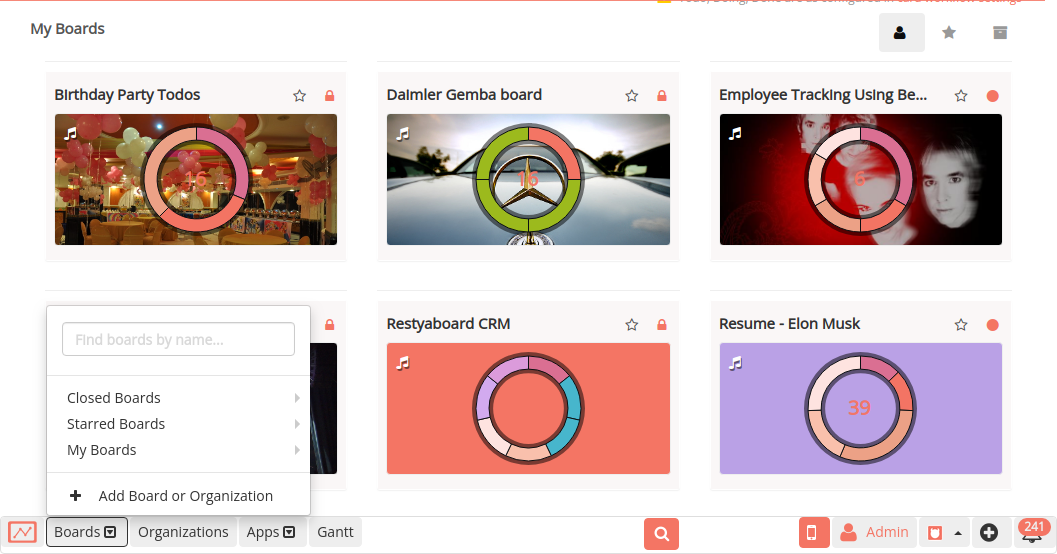 My Boards
Birthday Party Todos
Daimler Gemba board
Employee Tracking Using Be...
16
6
Restyaboard CRM
Resume - Elon Musk
39
Find boards by name...
Closed Boards
Starred Boards
My Boards
Add Board or Organization
Boards
Organizations
Apps
Gantt
Admin
241